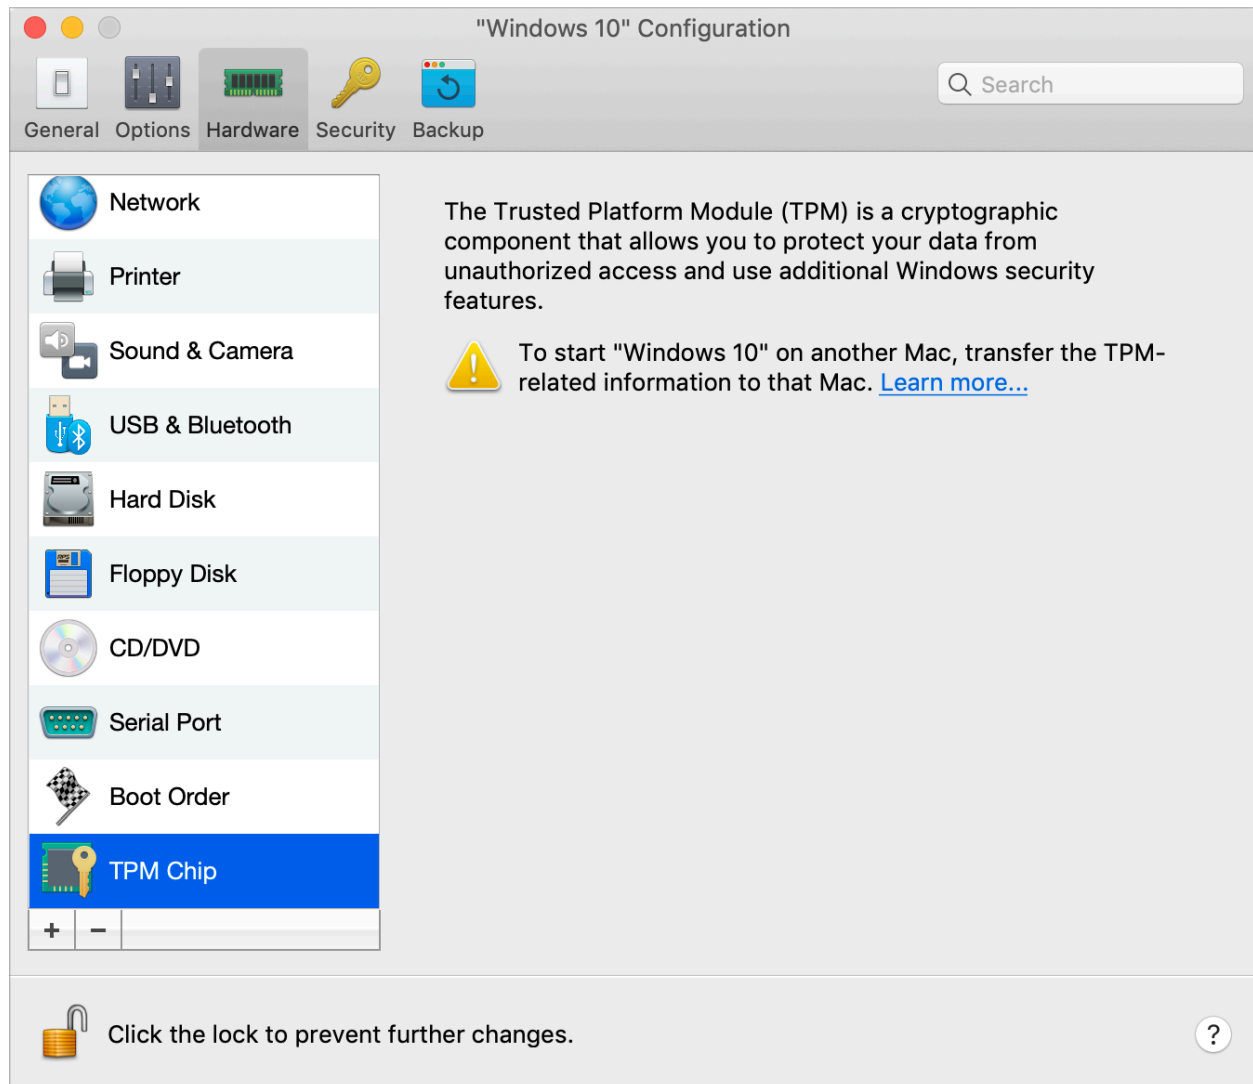 "Windows 10" Configuration
General Options Hardware Security Backup
Search
Network
Printer
Sound & Camera
USB & Bluetooth
Hard Disk
Floppy Disk
CD/DVD
Serial Port
Boot Order
TPM Chip
+ −
The Trusted Platform Module (TPM) is a cryptographic
component that allows you to protect your data from
unauthorized access and use additional Windows security
features.
To start "Windows 10" on another Mac, transfer the TPM-
related information to that Mac. Learn more...
Click the lock to prevent further changes.
?